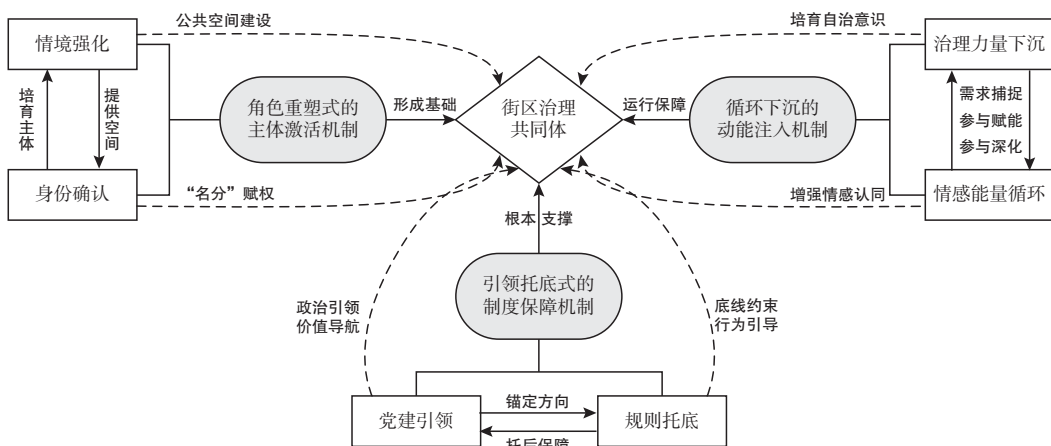 公共空间建设
培育自治意识
情境强化
治理力量下沉
培育主体
提供空间
角色重塑式的
主体激活机制
形成基础
街区治理
共同体
运行保障
循环下沉的
动能注入机制
需求捕捉
参与赋能
参与深化
身份确认
“名分”赋权
增强情感认同
情感能量循环
根本 支撑
引领托底式的
制度保障机制
政治引领
价值导航
底线约束
行为引导
党建引领
锚定方向
规则托底
托后保障